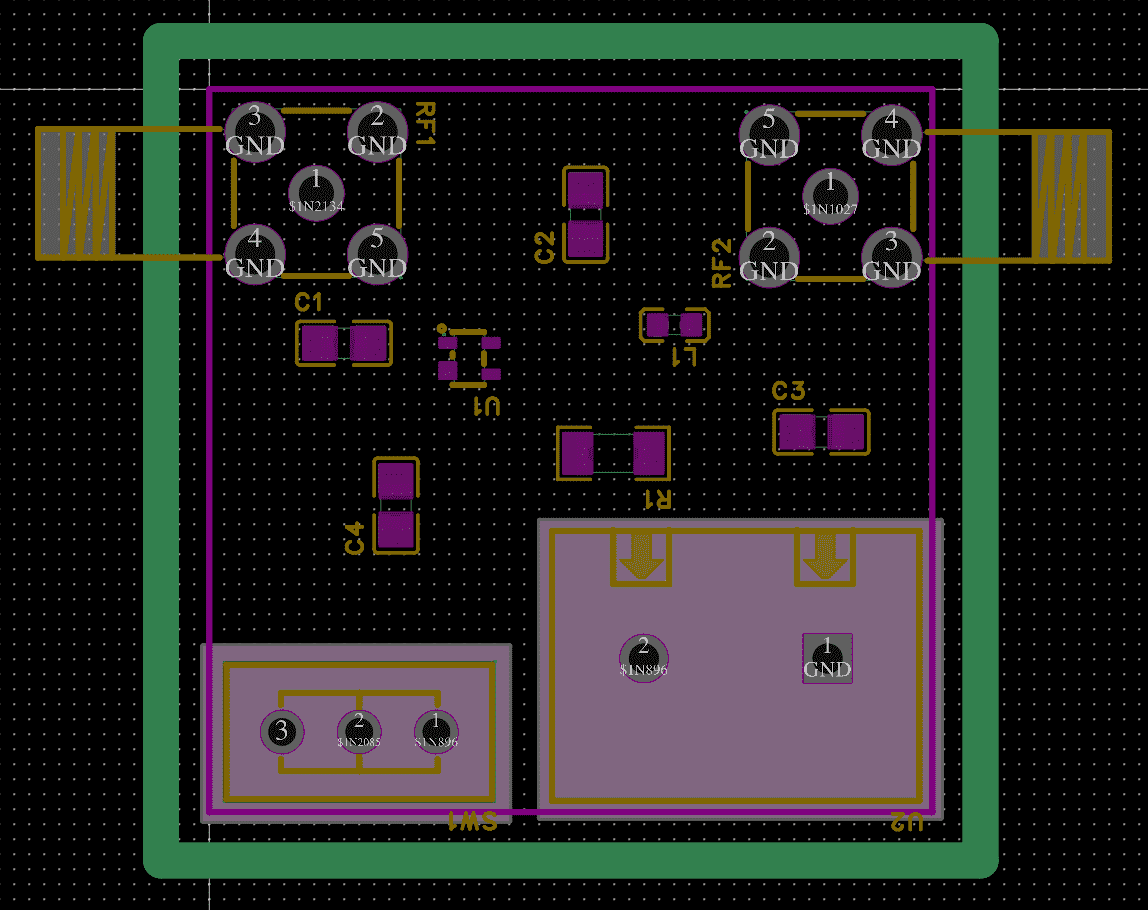 3
GND
2
GND
RF1
1
$1N2134
4
GND
5
GND
C1
C2
5
GND
4
GND
1
$1N1027
2
GND
3
GND
RF2
L1
U1
C3
R1
C4
2
$1N896
1
GND
3
2
$1N2085
1
$1N896
SW1
U2